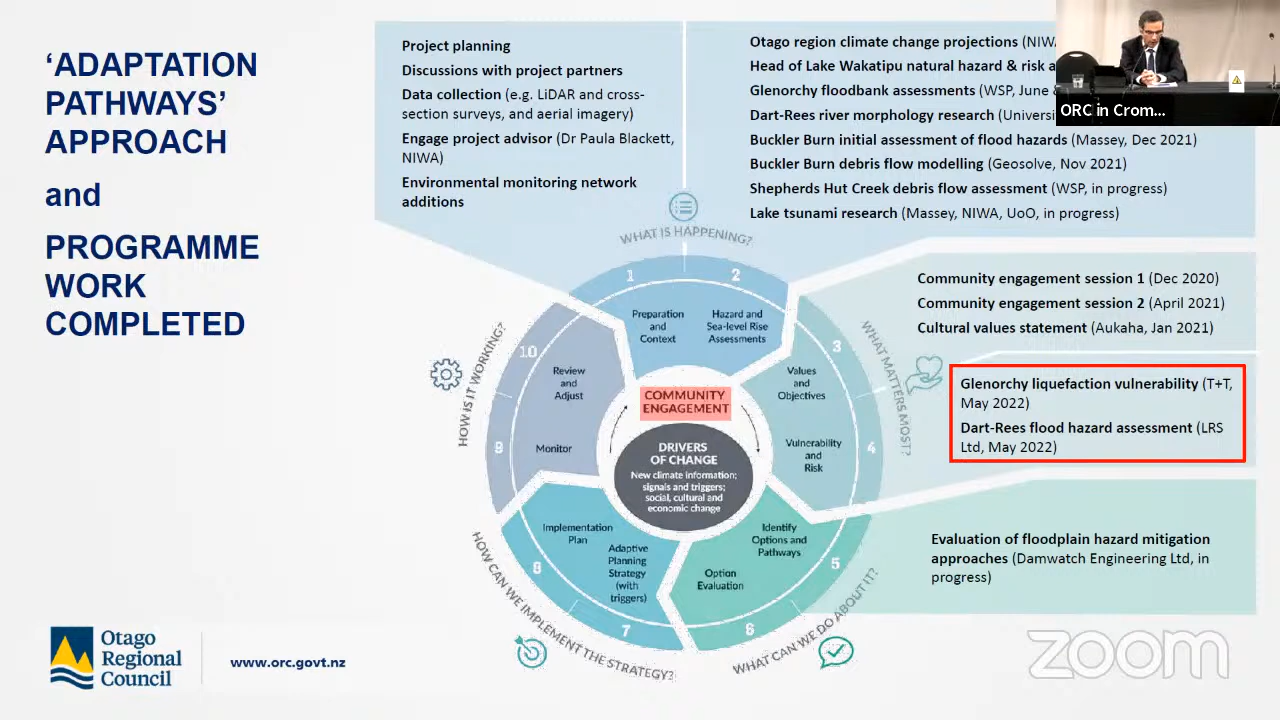 ‘ADAPTATION
PATHWAYS’
APPROACH
and
PROGRAMME
WORK
COMPLETED
Project planning
Discussions with project partners
Data collection (e.g. LiDAR and cross-
section surveys, and aerial imagery)
Engage project advisor (Dr Paula Blackett,
NIWA)
Environmental monitoring network
additions
Otago region climate change projections (NIWA
Head of Lake Wakatipu natural hazard & risk
Glenorchy floodbank assessments (WSP, June &
Dart-Rees river morphology research
Buckler Burn initial assessment of flood hazards (Massey, Dec 2021)
Buckler Burn debris flow modelling (Geosolve, Nov 2021)
Shepherds Hut Creek debris flow assessment (WSP, in progress)
Lake tsunami research (Massey, NIWA, UoO, in progress)
ORC in Crom...
WHAT IS HAPPENING?
1
2
Preparation
and
Context
Hazard and
Sea-level Rise
Assessments
Community engagement session 1 (Dec 2020)
Community engagement session 2 (April 2021)
Cultural values statement (Aukaha, Jan 2021)
WHAT MATTERS MOST?
3
Values
and
Objectives
4
Vulnerability
and
Risk
Glenorchy liquefaction vulnerability (T+T,
May 2022)
Dart-Rees flood hazard assessment (LRS
Ltd, May 2022)
HOW IS IT WORKING?
10
Review
and
Adjust
9
Monitor
COMMUNITY
ENGAGEMENT
DRIVERS
OF CHANGE
New climate information;
signals and triggers;
social, cultural and
economic change
Identify
Options and
Pathways
5
Option
Evaluation
6
WHAT CAN WE DO ABOUT IT?
Evaluation of floodplain hazard mitigation
approaches (Damwatch Engineering Ltd, in
progress)
Implementation
Plan
8
Adaptive
Planning
Strategy
(with
triggers)
7
HOW CAN WE IMPLEMENT THE STRATEGY?
Otago
Regional
Council
www.orc.govt.nz
zoom